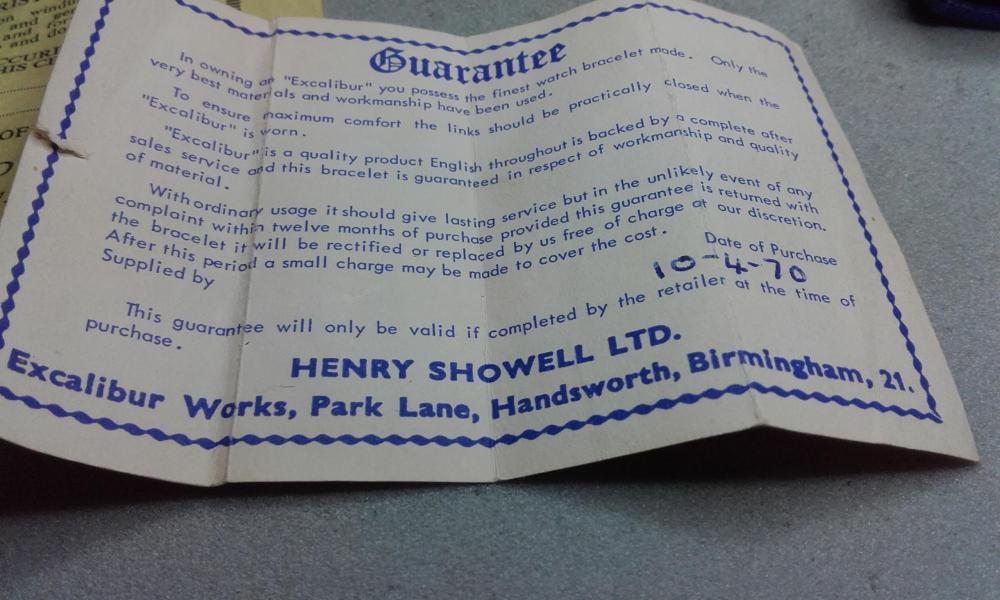 Guarantee
In owning an "Excalibur" you possess the finest watch bracelet made. Only the
very best materials and workmanship have been used.
To ensure maximum comfort the links should be practically closed when the
"Excalibur" is worn.
"Excalibur" is a quality product English throughout is backed by a complete after
sales service and this bracelet is guaranteed in respect of workmanship and quality
of material.
With ordinary usage it should give lasting service but in the unlikely event of any
complaint within twelve months of purchase provided this guarantee is returned with
the bracelet it will be rectified or replaced by us free of charge at our discretion.
After this period a small charge may be made to cover the cost.
Supplied by
Date of Purchase
10-4-70
This guarantee will only be valid if completed by the retailer at the time of
purchase.
HENRY SHOWELL LTD.
Excalibur Works, Park Lane, Handsworth, Birmingham, 21.